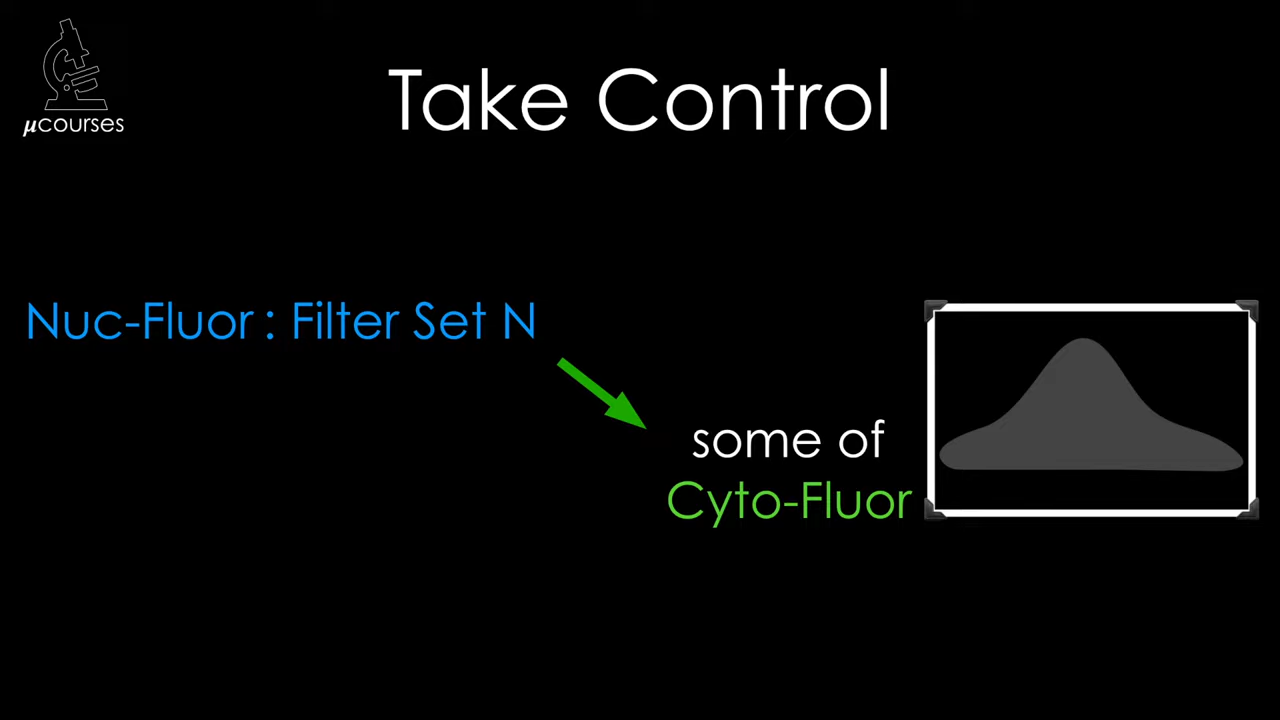 μcourses
Take Control
Nuc-Fluor : Filter Set N
some of
Cyto-Fluor